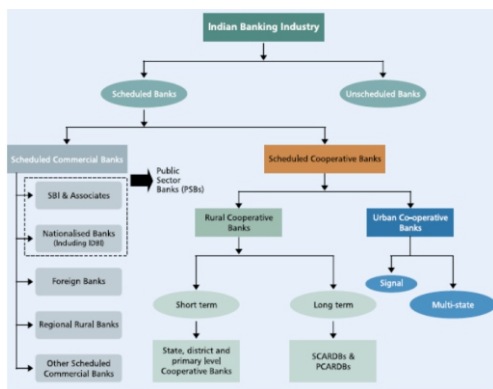 Indian Banking Industry
Scheduled Banks
Unscheduled Banks
Scheduled Commercial Banks
Scheduled Cooperative Banks
Public
Sector
Banks (PSBs)
SBI & Associates
Nationalised Banks
(Including IDBI)
Foreign Banks
Regional Rural Banks
Other Scheduled
Commercial Banks
Rural Cooperative
Banks
Urban Co-operative
Banks
Short term
Long term
Signal
Multi-state
State, district and
primary level
Cooperative Banks
SCARDBs &
PCARDBs